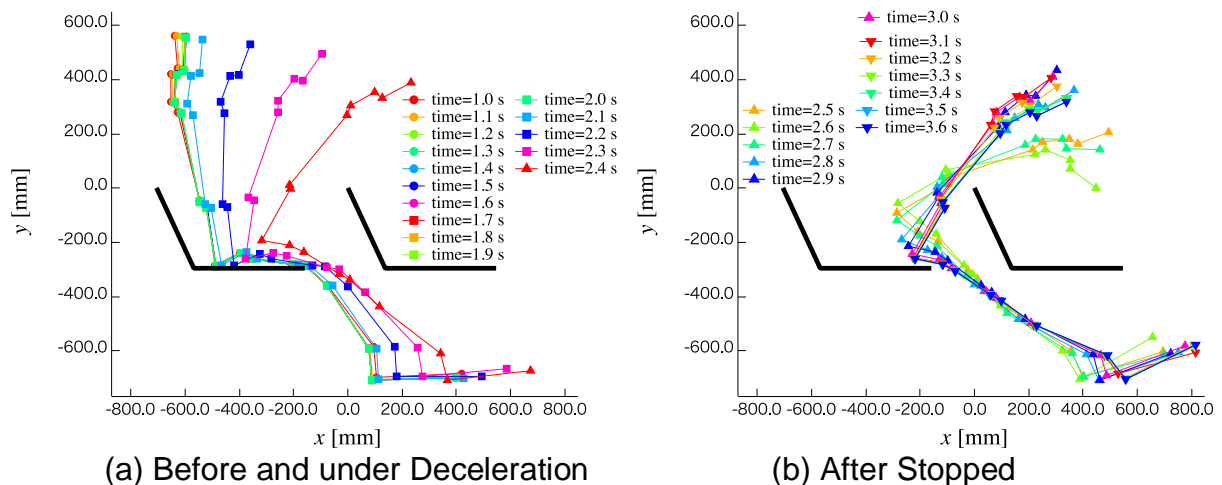 600.0
400.0
200.0
0.0
-200.0
-400.0
-600.0
y [mm]
-800.0 -600.0 -400.0 -200.0 0.0 200.0 400.0 600.0
x [mm]
time=1.0 s
time=1.1 s
time=1.2 s
time=1.3 s
time=1.4 s
time=1.5 s
time=1.6 s
time=1.7 s
time=1.8 s
time=1.9 s
time=2.0 s
time=2.1 s
time=2.2 s
time=2.3 s
time=2.4 s
(a) Before and under Deceleration
600.0
400.0
200.0
0.0
-200.0
-400.0
-600.0
y [mm]
-800.0 -600.0 -400.0 -200.0 0.0 200.0 400.0 600.0 800.0
x [mm]
time=2.5 s
time=2.6 s
time=2.7 s
time=2.8 s
time=2.9 s
time=3.0 s
time=3.1 s
time=3.2 s
time=3.3 s
time=3.4 s
time=3.5 s
time=3.6 s
(b) After Stopped